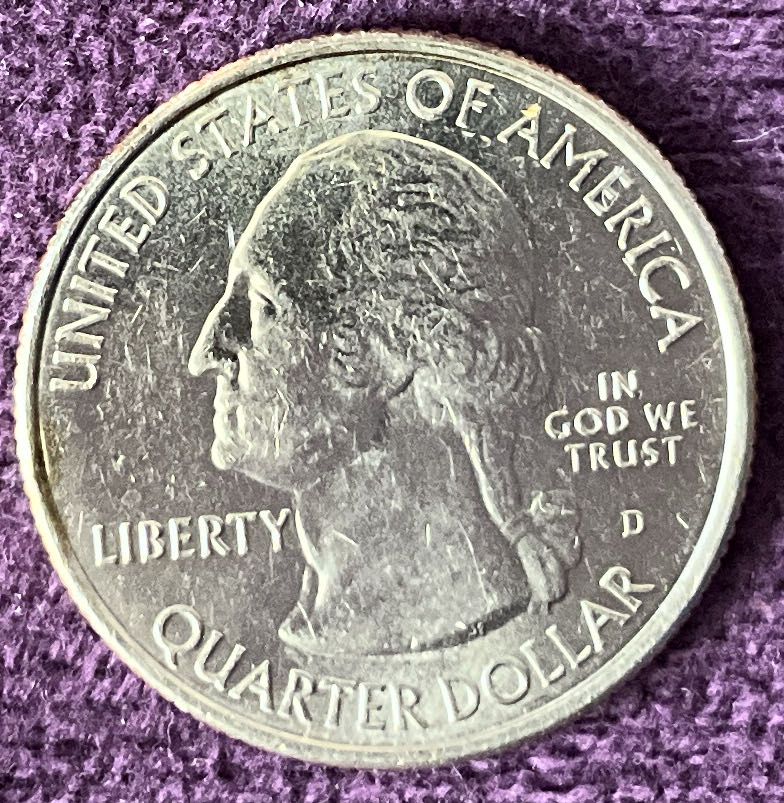 UNITED STATES OF AMERICA
IN
GOD WE
TRUST
LIBERTY
D
QUARTER DOLLAR